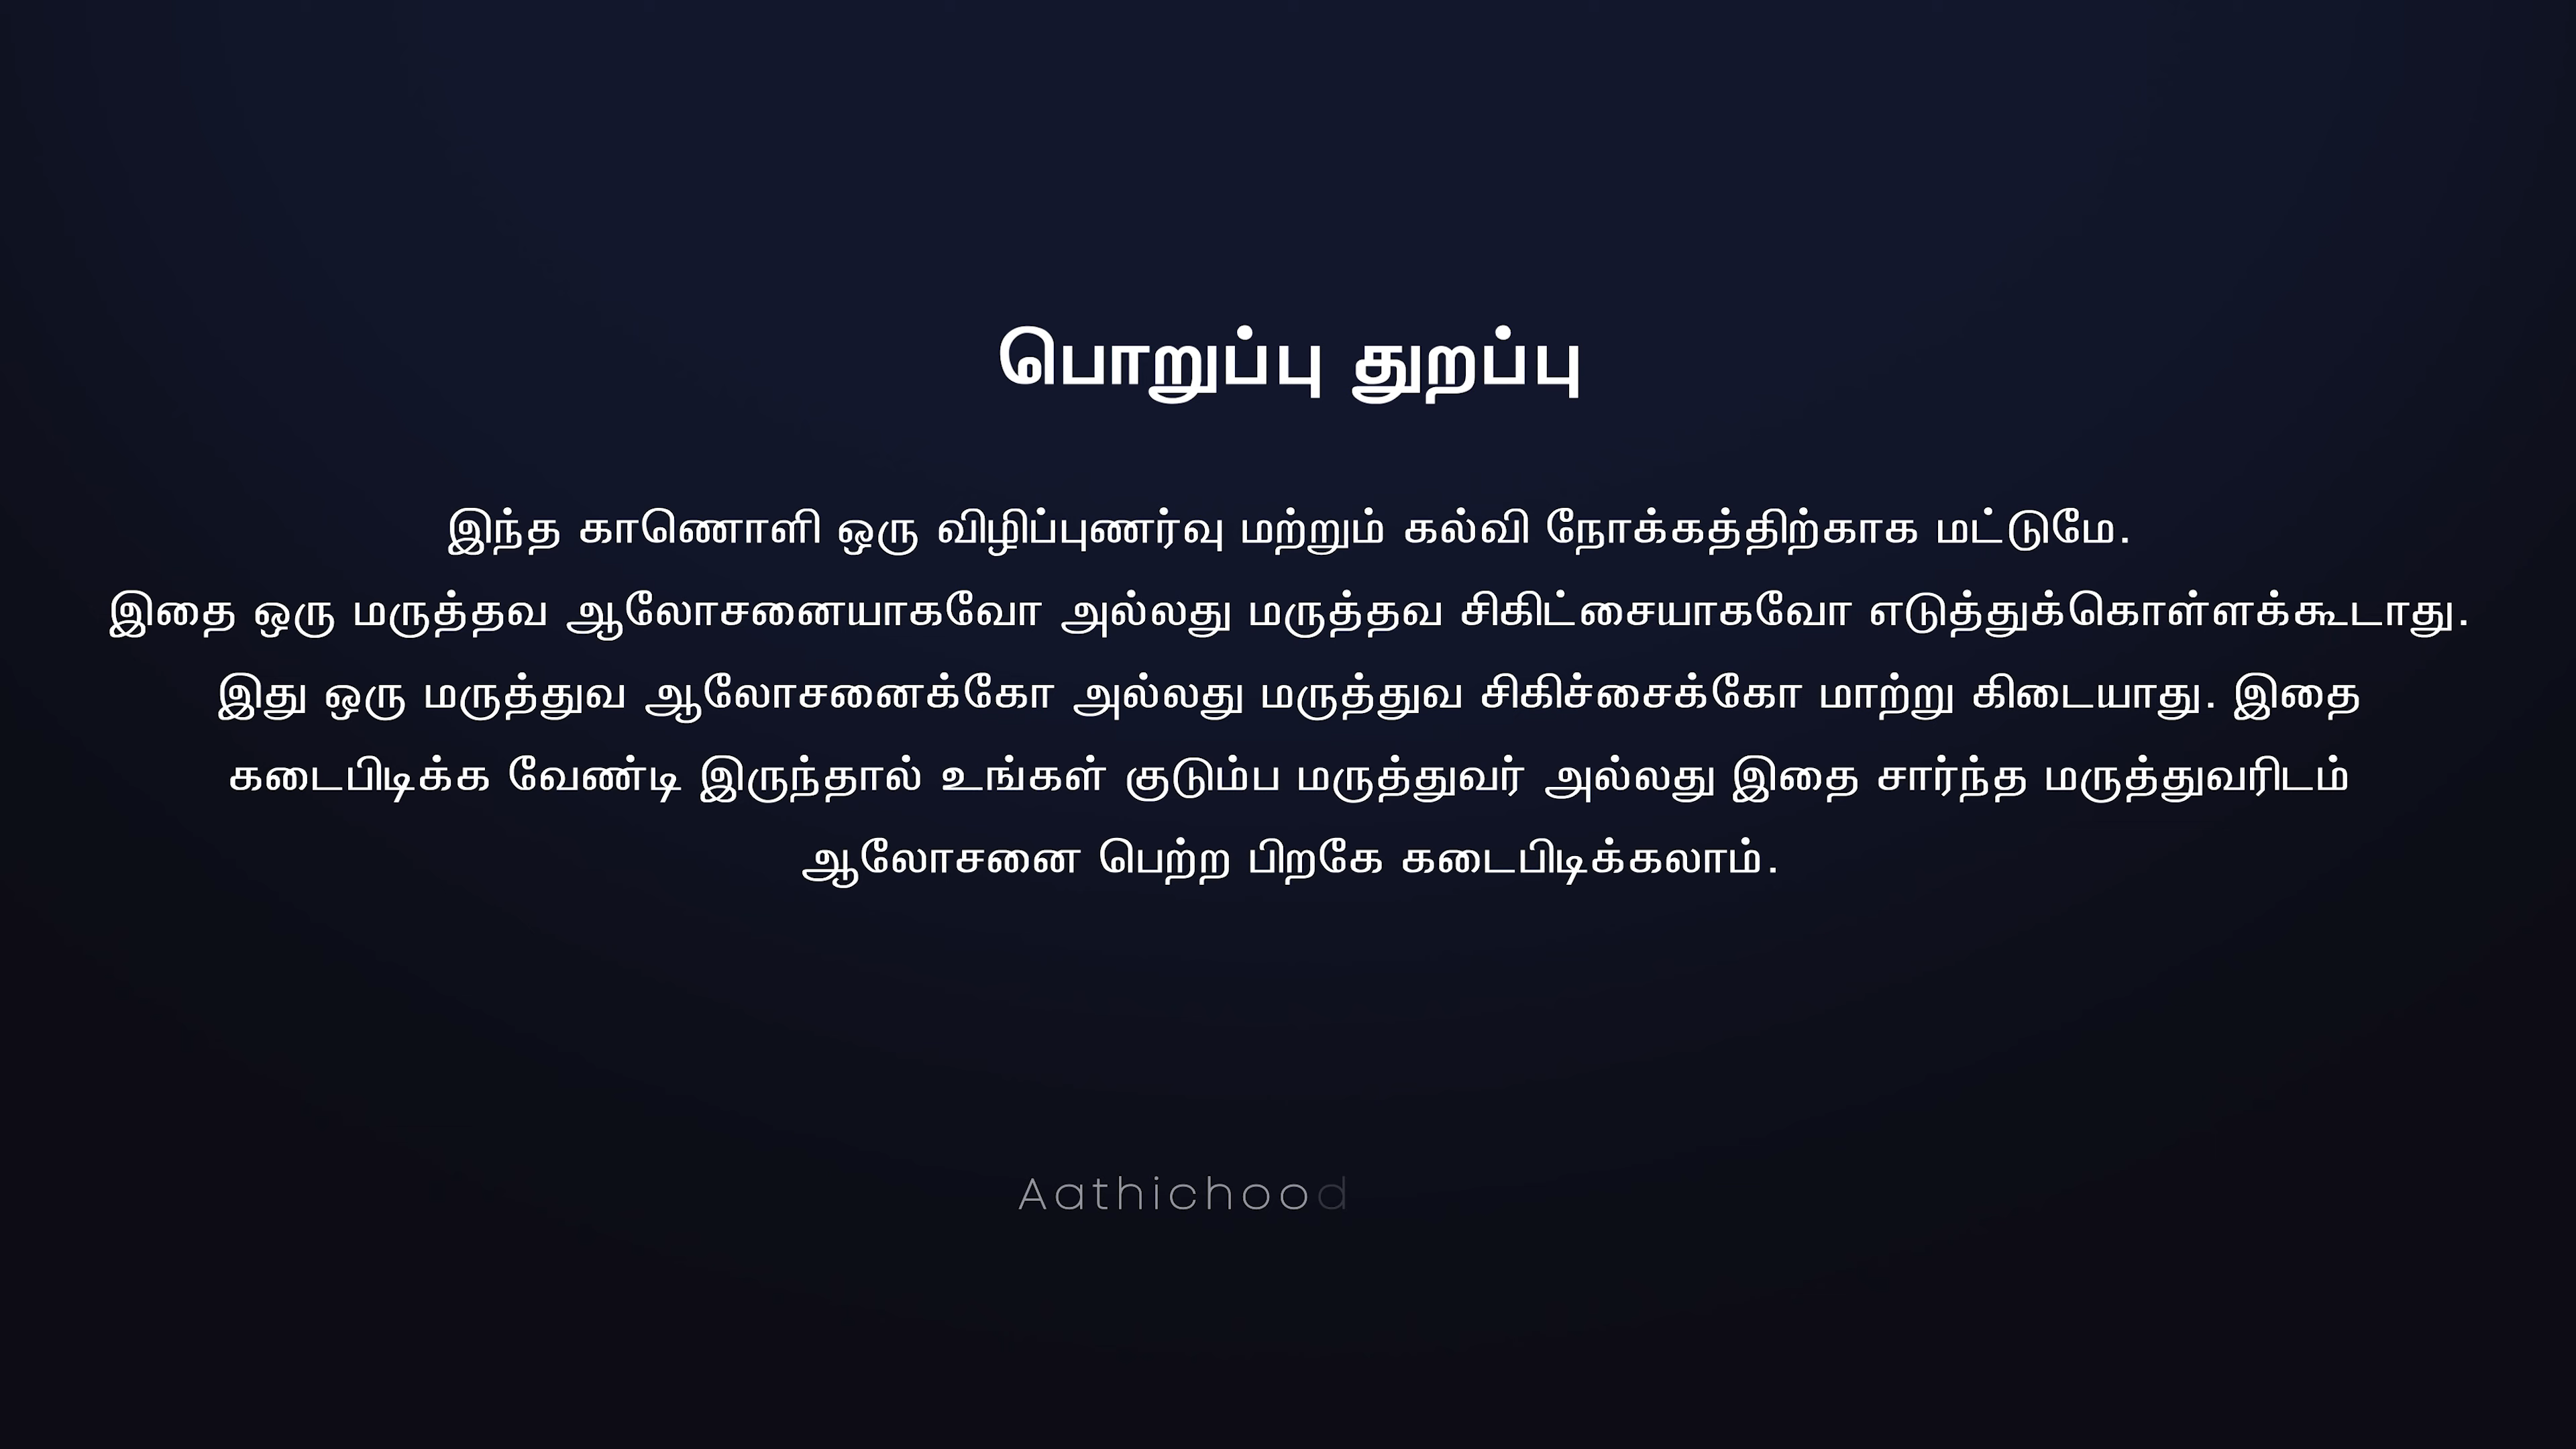 பொறுப்பு துறப்பு
இந்த காணொளி ஒரு விழிப்புணர்வு மற்றும் கல்வி நோக்கத்திற்காக மட்டுமே.
இதை ஒரு மருத்தவ ஆலோசனையாகவோ அல்லது மருத்தவ சிகிட்சையாகவோ எடுத்துக்கொள்ளக்கூடாது.
இது ஒரு மருத்துவ ஆலோசனைக்கோ அல்லது மருத்துவ சிகிச்சைக்கோ மாற்று கிடையாது. இதை
கடைபிடிக்க வேண்டி இருந்தால் உங்கள் குடும்ப மருத்துவர் அல்லது இதை சார்ந்த மருத்துவரிடம்
ஆலோசனை பெற்ற பிறகே கடைபிடிக்கலாம்.
Aathichood